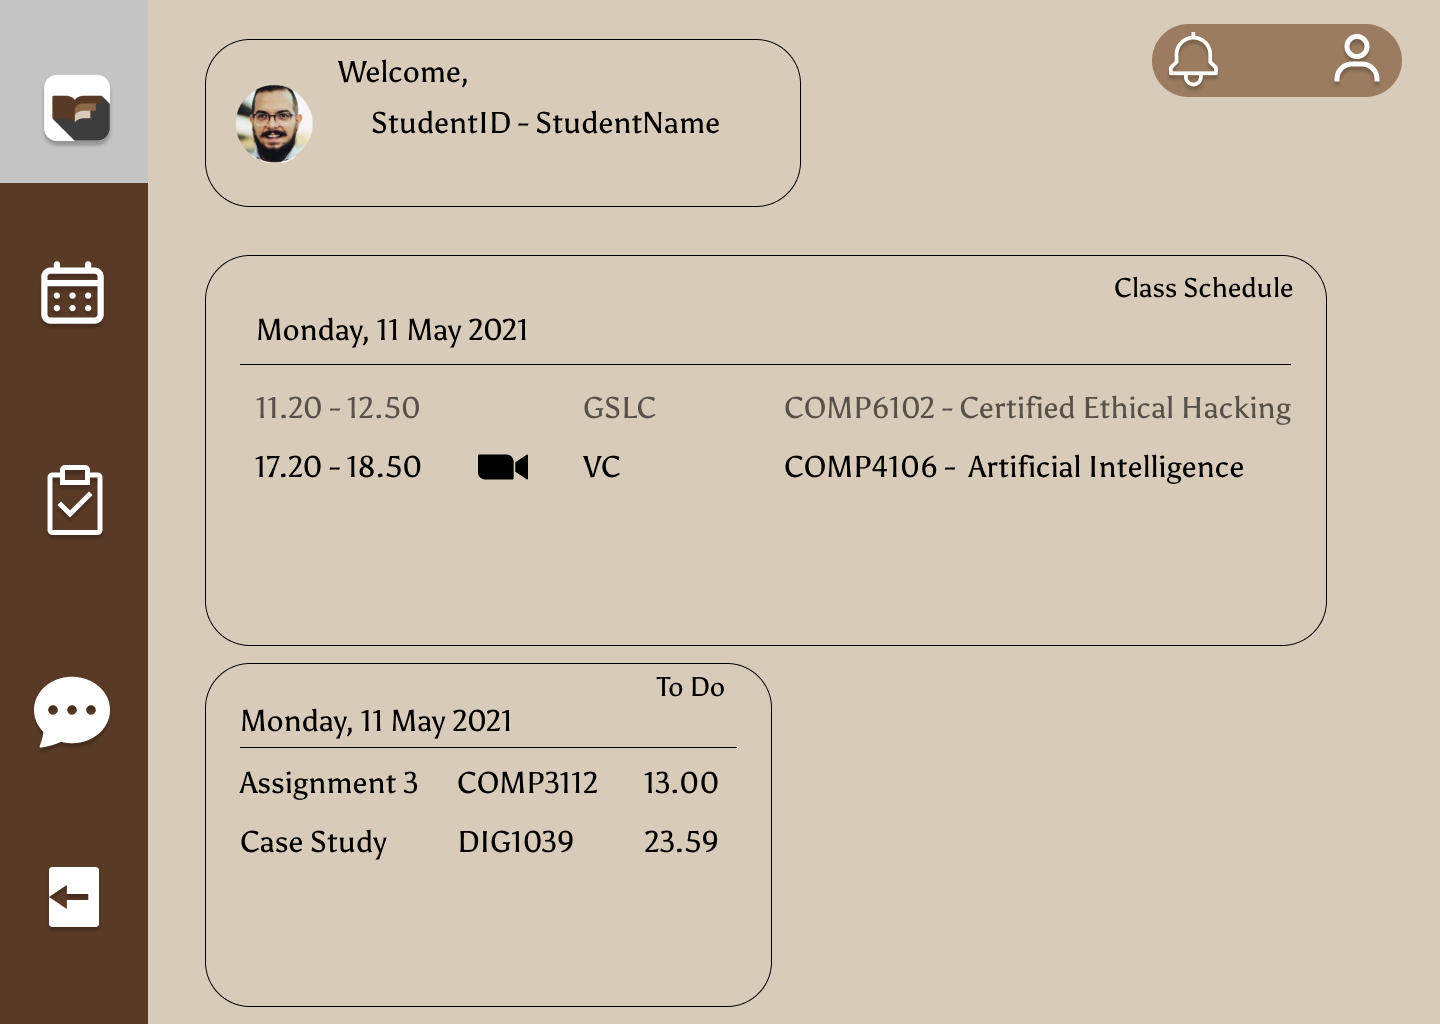 Welcome,
StudentID - StudentName
Class Schedule
Monday, 11 May 2021
11.20 - 12.50 GSLC COMP6102 - Certified Ethical Hacking
17.20 - 18.50 VC COMP4106 - Artificial Intelligence
To Do
Monday, 11 May 2021
Assignment 3 COMP3112 13.00
Case Study DIG1039 23.59